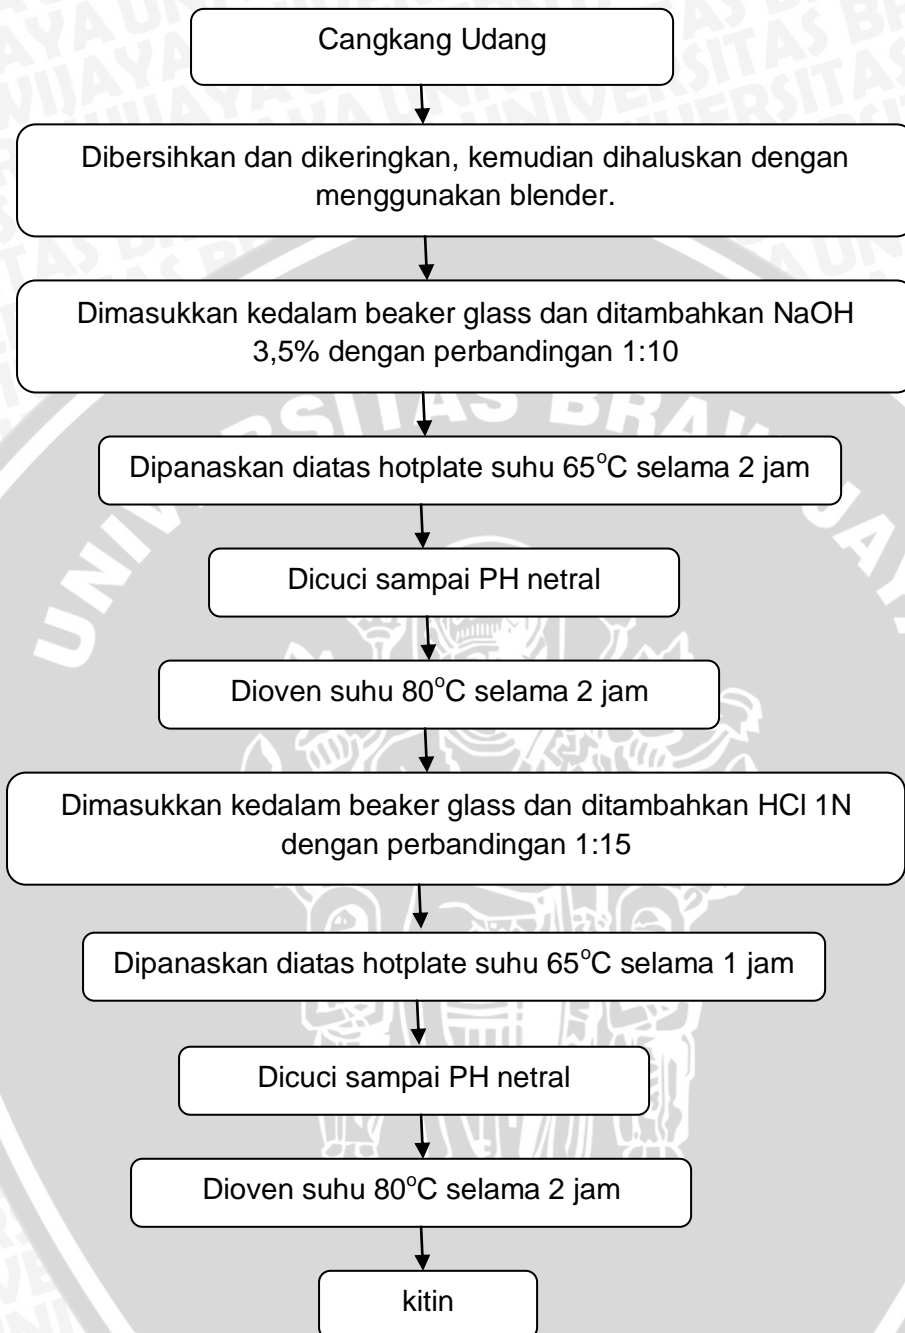 Cangkang Udang
Dibersihkan dan dikeringkan, kemudian dihaluskan dengan
menggunakan blender.
Dimasukkan kedalam beaker glass dan ditambahkan NaOH
3,5% dengan perbandingan 1:10
UNIVERSITAS BRAWIJAYA
Dipanaskan diatas hotplate suhu 65°C selama 2 jam
Dicuci sampai PH netral
Dioven suhu 80°C selama 2 jam
Dimasukkan kedalam beaker glass dan ditambahkan HCl 1N
dengan perbandingan 1:15
Dipanaskan diatas hotplate suhu 65°C selama 1 jam
Dicuci sampai PH netral
Dioven suhu 80°C selama 2 jam
kitin